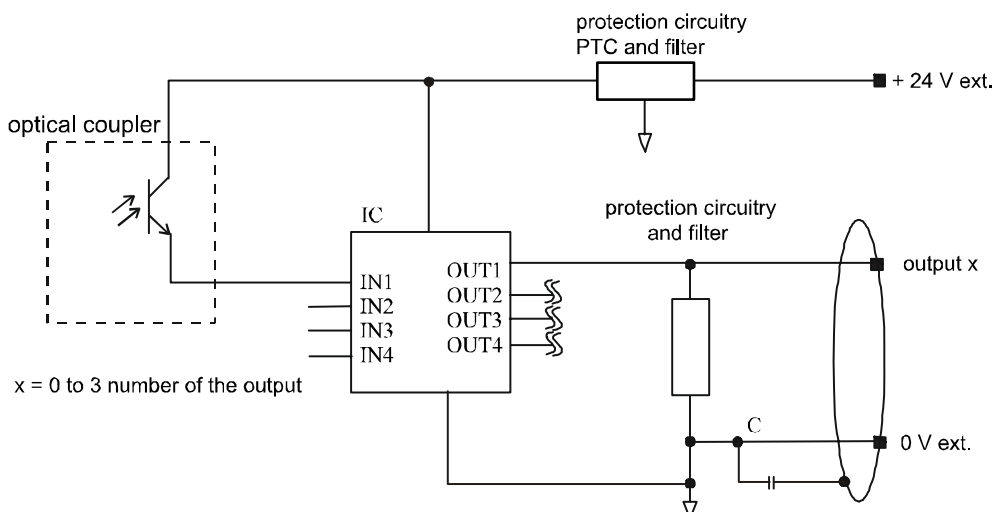 protection circuitry
PTC and filter
+ 24 V ext.
optical coupler
IC
protection circuitry
and filter
output x
IN1
IN2
IN3
IN4
OUT1
OUT2
OUT3
OUT4
x = 0 to 3 number of the output
C
0 V ext.